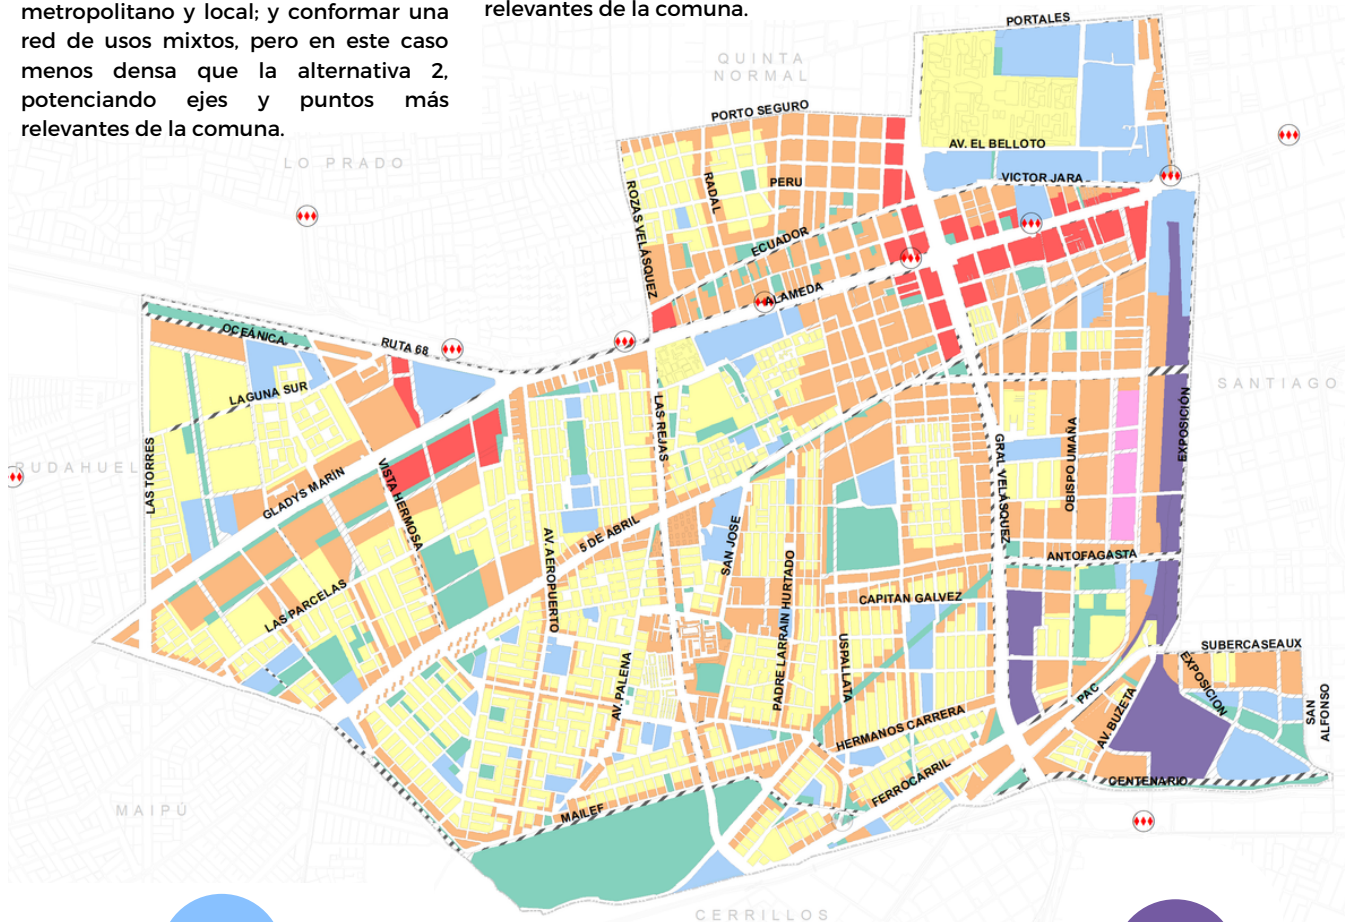 metropolitano y local; y conformar una
red de usos mixtos, pero en este caso
menos densa que la alternativa 2,
potenciando ejes y puntos más
relevantes de la comuna.
relevantes de la comuna.
PORTALES
QUINTA
NORMAL
PORTO SEGURO
AV. EL BELLOTO
LO PRADO
VICTOR JARA
PERU
RADAL
ROZAS VELÁSQUEZ
ECUADOR
ALAMEDA
OCEÁNICA
RUTA 68
LAGUNA SUR
SANTIAGO
LAS REJAS
EXPOSICIÓN
LAS TORRES
RUDAHUEL
GLADYS MARÍN
VISTA HERMOSA
GRAL VELÁSQUEZ
OBISPO UMAÑA
5 DE ABRIL
SAN JOSE
AV. AEROPUERTO
ANTOFAGASTA
LAS PARCELAS
PADRE LARRAIN HURTADO
CAPITAN GALVEZ
USPALLATA
SUBERCASEAUX
AV. PALENA
EXPOSICION
PAC
AV. BUZETA
SAN
ALFONSO
HERMANOS CARRERA
FERROCARRIL
CENTENARIO
MAIPÚ
MAILEF
CERRILLOS